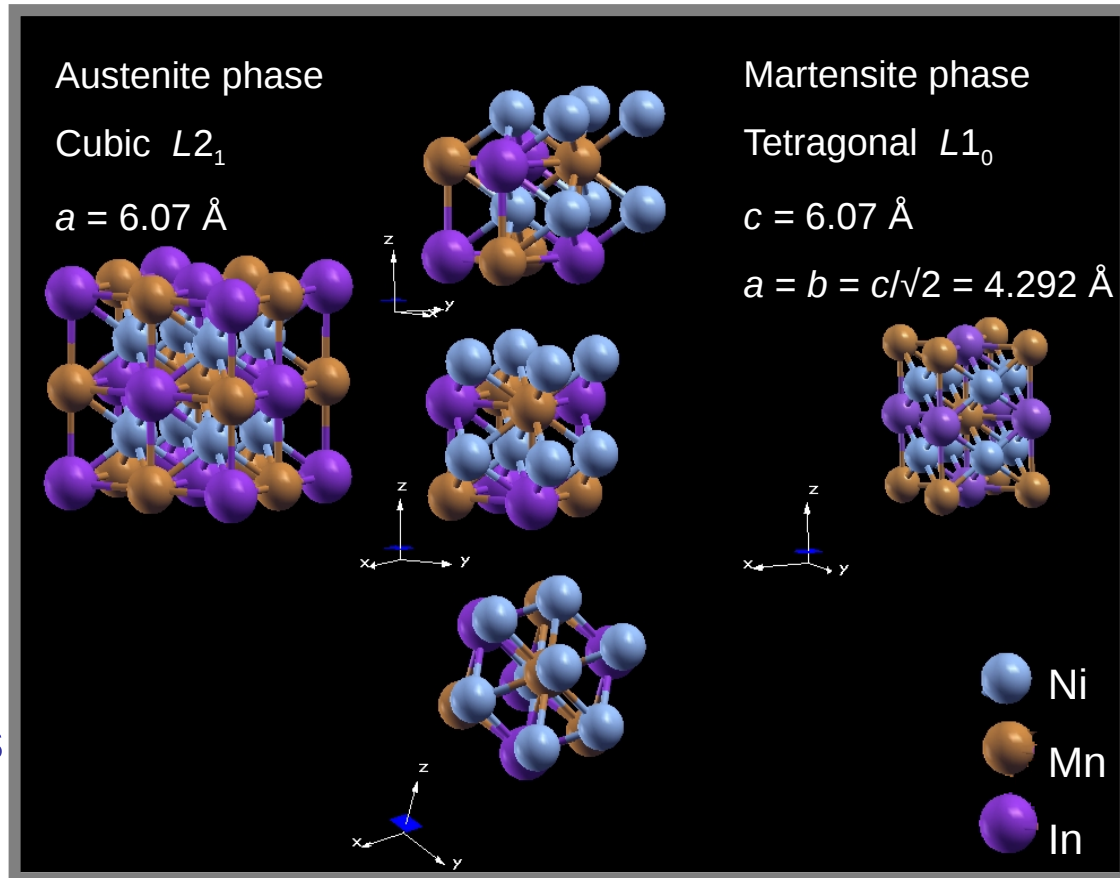 Austenite phase
Cubic L2₁
a = 6.07 Å
Martensite phase
Tetragonal L1₀
c = 6.07 Å
a = b = c/√2 = 4.292 Å
z
x y
z
x y
z
x y
z
x y
Ni
Mn
In